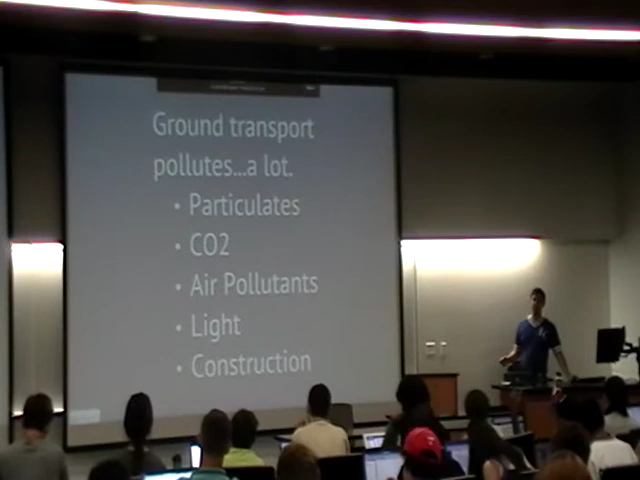 Ground transport
pollutes...a lot.
• Particulates
• CO2
• Air Pollutants
• Light
• Construction